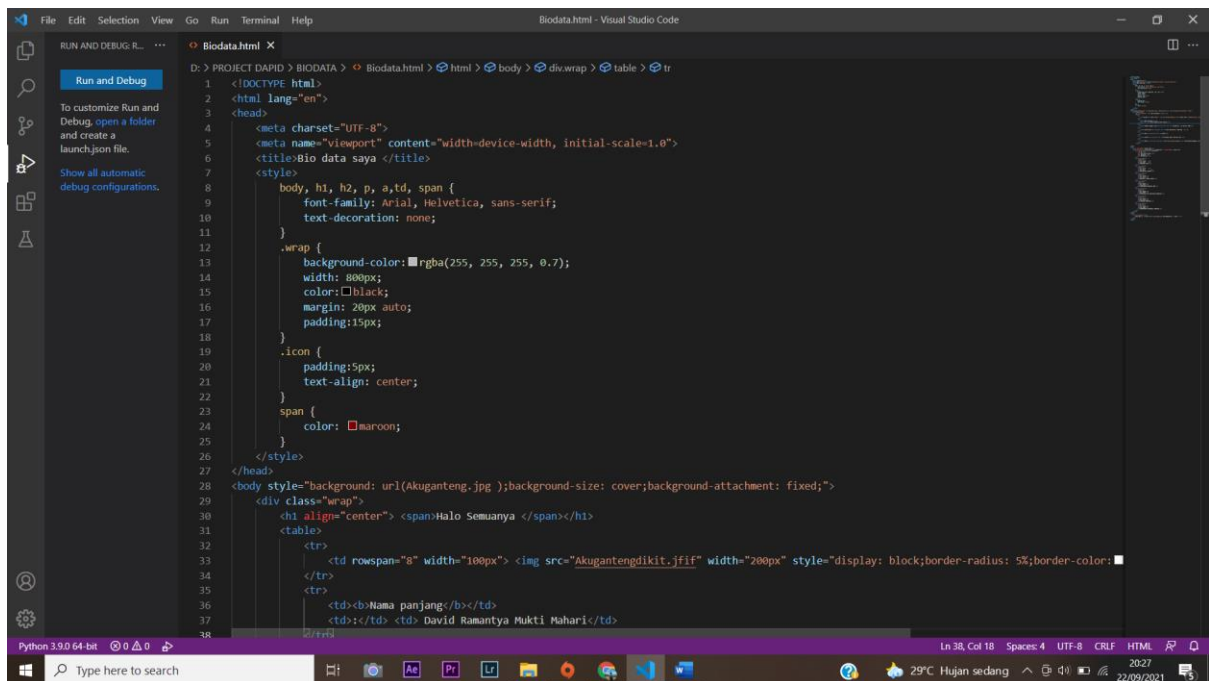 File Edit Selection View Go Run Terminal Help
Biodata.html - Visual Studio Code
RUN AND DEBUG: R... ...
Run and Debug
To customize Run and
Debug, open a folder
and create a
launch.json file.
Show all automatic
debug configurations.
Biodata.html
D: > PROJECT DAPID > BIODATA > Biodata.html > html > body > div.wrap > table > tr
1 <!DOCTYPE html>
2 <html lang="en">
3 <head>
4 <meta charset="UTF-8">
5 <meta name="viewport" content="width=device-width, initial-scale=1.0">
6 <title>Bio data saya </title>
7 <style>
8 body, h1, h2, p, a,td, span {
9 font-family: Arial, Helvetica, sans-serif;
10 text-decoration: none;
11 }
12 .wrap {
13 background-color: rgba(255, 255, 255, 0.7);
14 width: 800px;
15 color: black;
16 margin: 20px auto;
17 padding:15px;
18 }
19 .icon {
20 padding:5px;
21 text-align: center;
22 }
23 span {
24 color: maroon;
25 }
26 </style>
27 </head>
28 <body style="background: url(Akuganteng.jpg );background-size: cover;background-attachment: fixed;">
29 <div class="wrap">
30 <h1 align="center"> <span>Halo Semuanya </span></h1>
31 <table>
32 <tr>
33 <td rowspan="8" width="100px"> <img src="Akugantengdikit.jfif" width="200px" style="display: block;border-radius: 5%;border-color:
34 </tr>
35 <tr>
36 <td><b>Nama panjang</b></td>
37 <td>:</td> <td> David Ramantya Mukti Mahari</td>
38 </tr>
Python 3.9.0 64-bit 0 0
Ln 38, Col 18 Spaces: 4 UTF-8 CRLF HTML
Type here to search
Ae Pr Lr
29°C Hujan sedang
20:27
22/09/2021
5